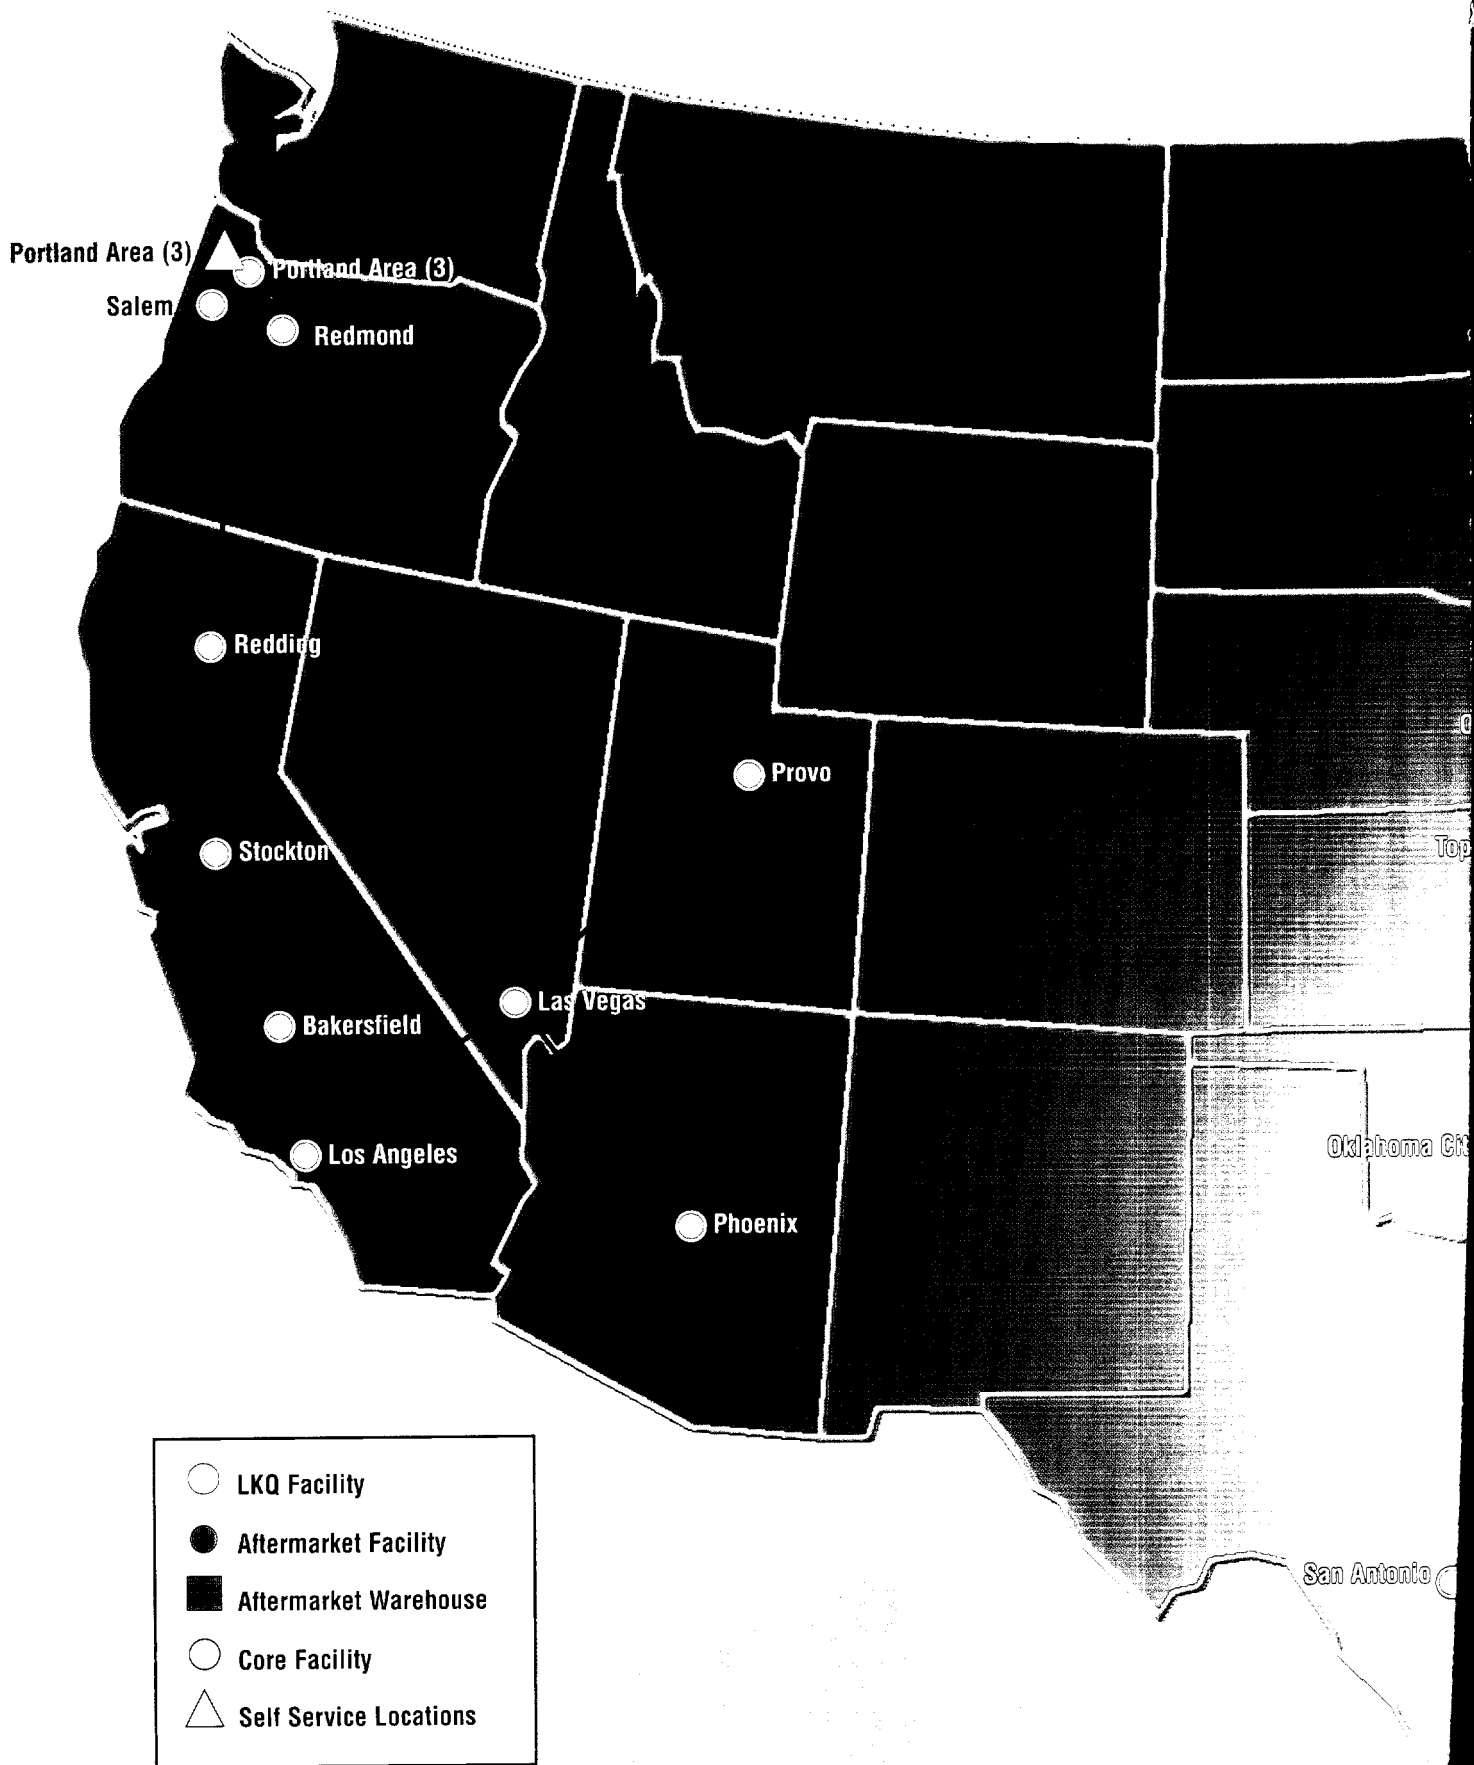 Portland Area (3)
Portland Area (3)
Salem
Redmond
Redding
Provo
Stockton
Las Vegas
Bakersfield
Los Angeles
Oklahoma
Phoenix
LKQ Facility
Aftermarket Facility
Aftermarket Warehouse
San Antonio
Core Facility
Self Service Locations